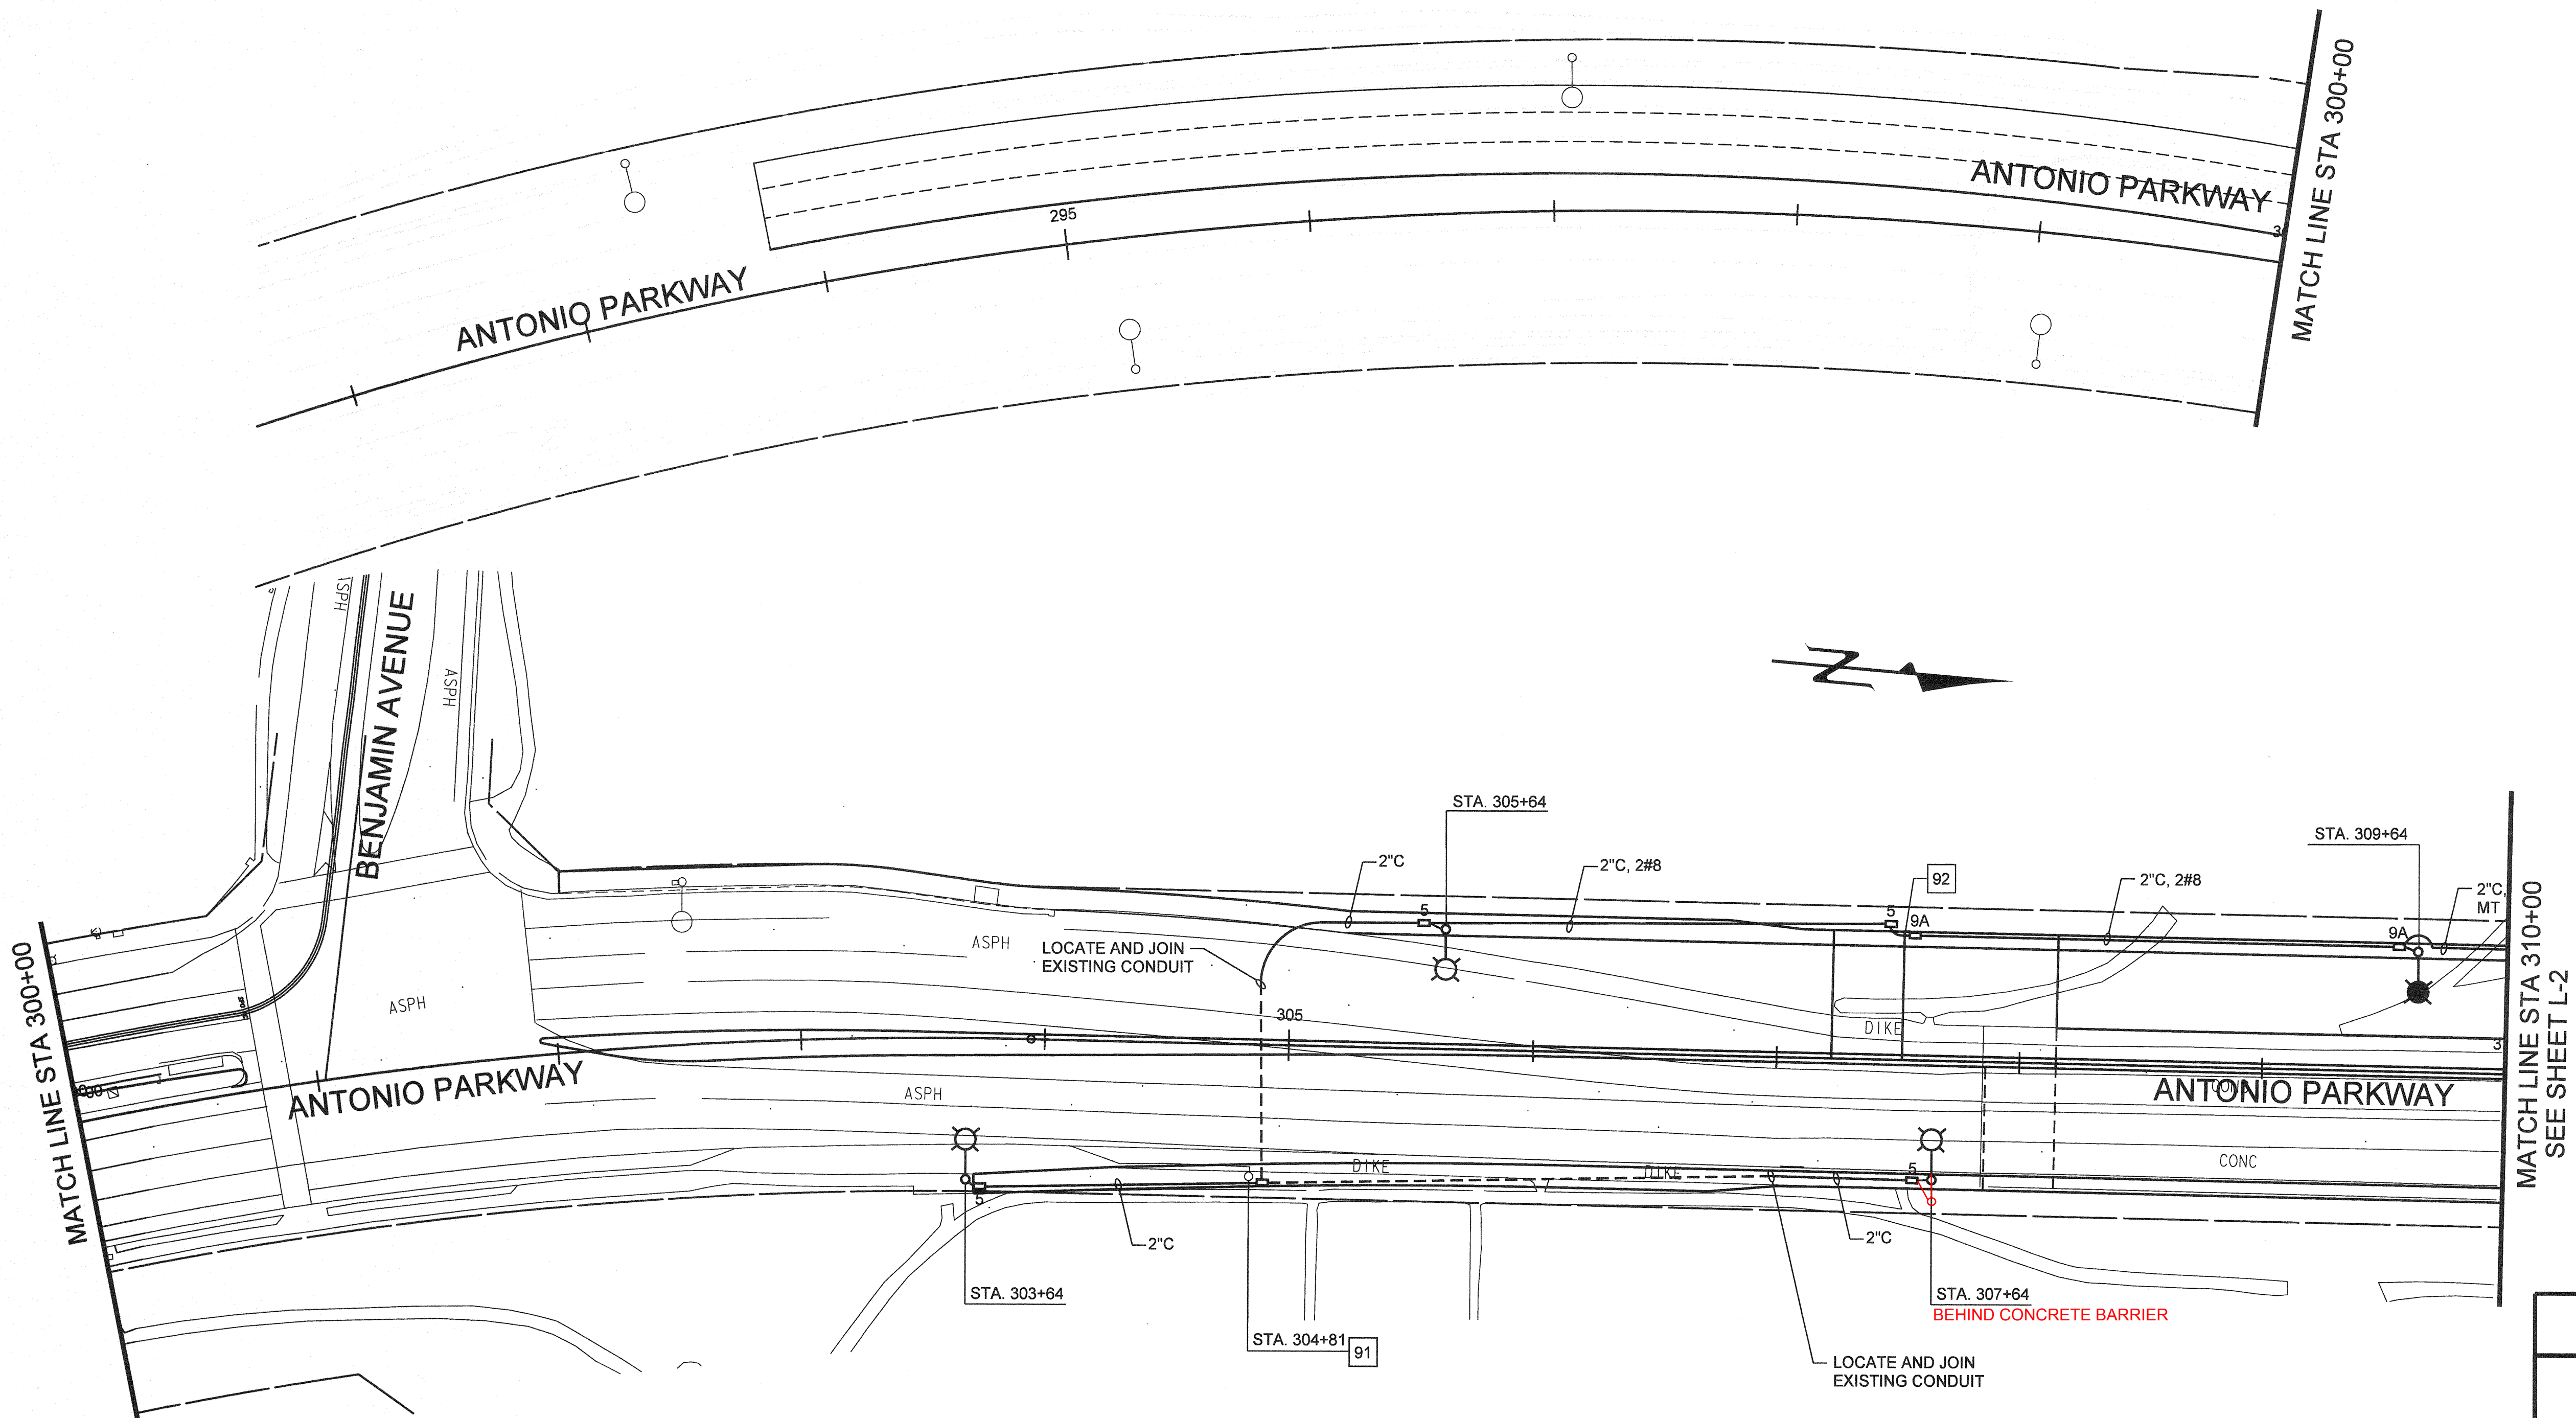 ANTONIO PARKWAY
MATCH LINE STA 300+00
295
ANTONIO PARKWAY
ASPH
BENJAMIN AVENUE
ASPH
N
STA. 305+64
STA. 309+64
2"C
2"C, 2#8
92
2"C, 2#8
2"C,
MT
5
5
9A
9A
ASPH
LOCATE AND JOIN
EXISTING CONDUIT
MATCH LINE STA 300+00
ASPH
305
DIKE
MATCH LINE STA 310+00
SEE SHEET L-2
ANTONIO PARKWAY
ASPH
CONC
ANTONIO PARKWAY
DIKE
DIKE
5
CONC
5
2"C
2"C
STA. 303+64
STA. 307+64
BEHIND CONCRETE BARRIER
STA. 304+81
91
LOCATE AND JOIN
EXISTING CONDUIT